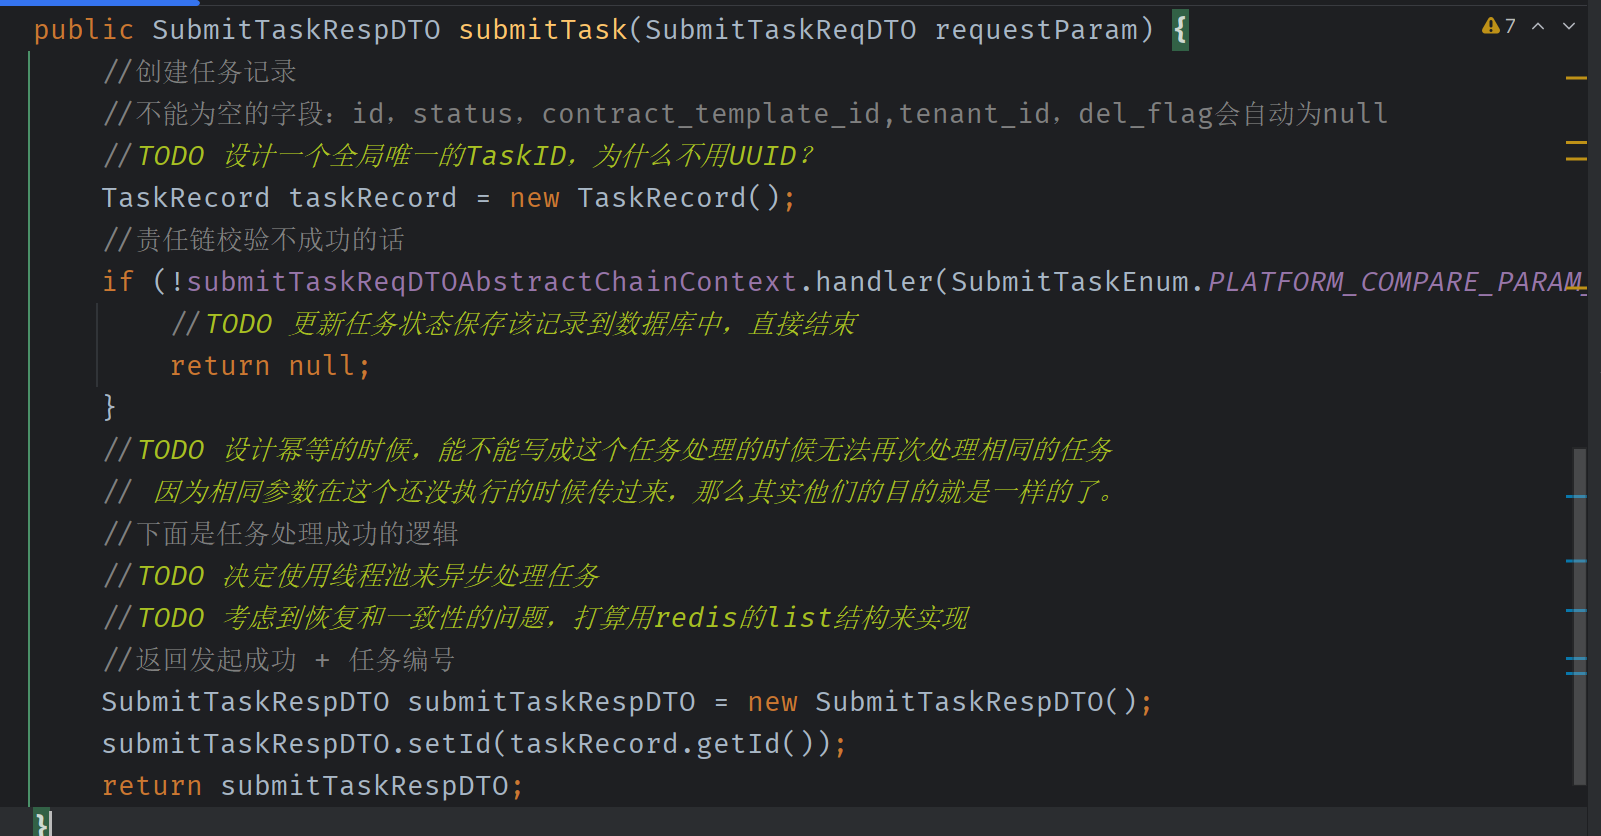 public SubmitTaskRespDTO submitTask(SubmitTaskReqDTO requestParam) {
7
//创建任务记录
//不能为空的字段：id，status，contract_template_id,tenant_id，del_flag会自动为null
//TODO 设计一个全局唯一的TaskID，为什么不用UUID？
TaskRecord taskRecord = new TaskRecord();
//责任链校验不成功的话
if (!submitTaskReqDTOAbstractChainContext.handler(SubmitTaskEnum.PLATFORM_COMPARE_PARAM_
//TODO 更新任务状态保存该记录到数据库中，直接结束
return null;
}
//TODO 设计幂等的时候，能不能写成这个任务处理的时候无法再次处理相同的任务
// 因为相同参数在这个还没执行的时候传过来，那么其实他们的目的就是一样的了。
//下面是任务处理成功的逻辑
//TODO 决定使用线程池来异步处理任务
//TODO 考虑到恢复和一致性的问题，打算用redis的list结构来实现
//返回发起成功 + 任务编号
SubmitTaskRespDTO submitTaskRespDTO = new SubmitTaskRespDTO();
submitTaskRespDTO.setId(taskRecord.getId());
return submitTaskRespDTO;
}